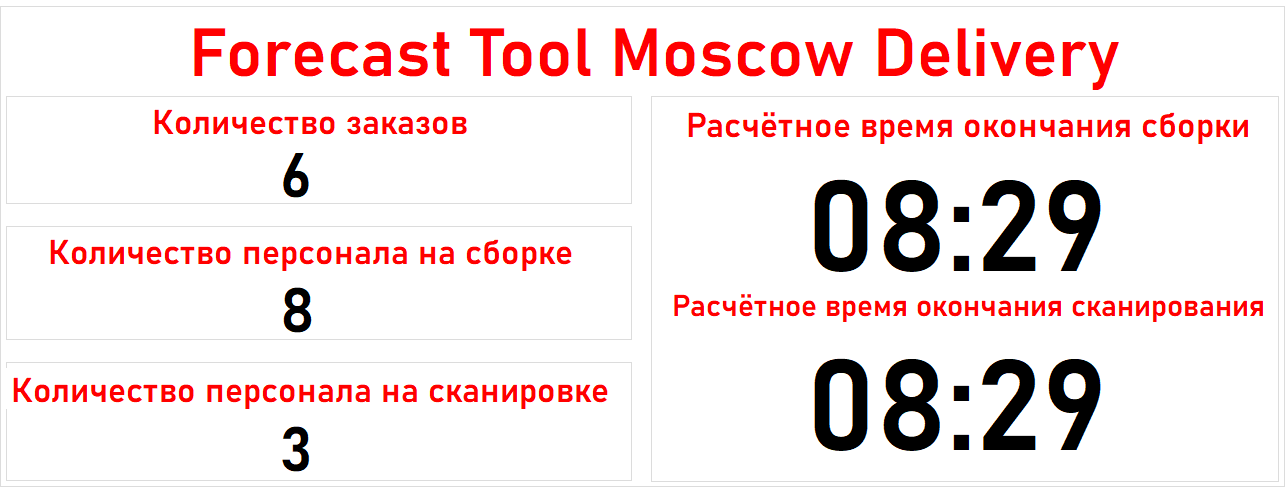 Forecast Tool Moscow Delivery
Количество заказов
6
Количество персонала на сборке
8
Количество персонала на сканировке
3
Расчётное время окончания сборки
08:29
Расчётное время окончания сканирования
08:29